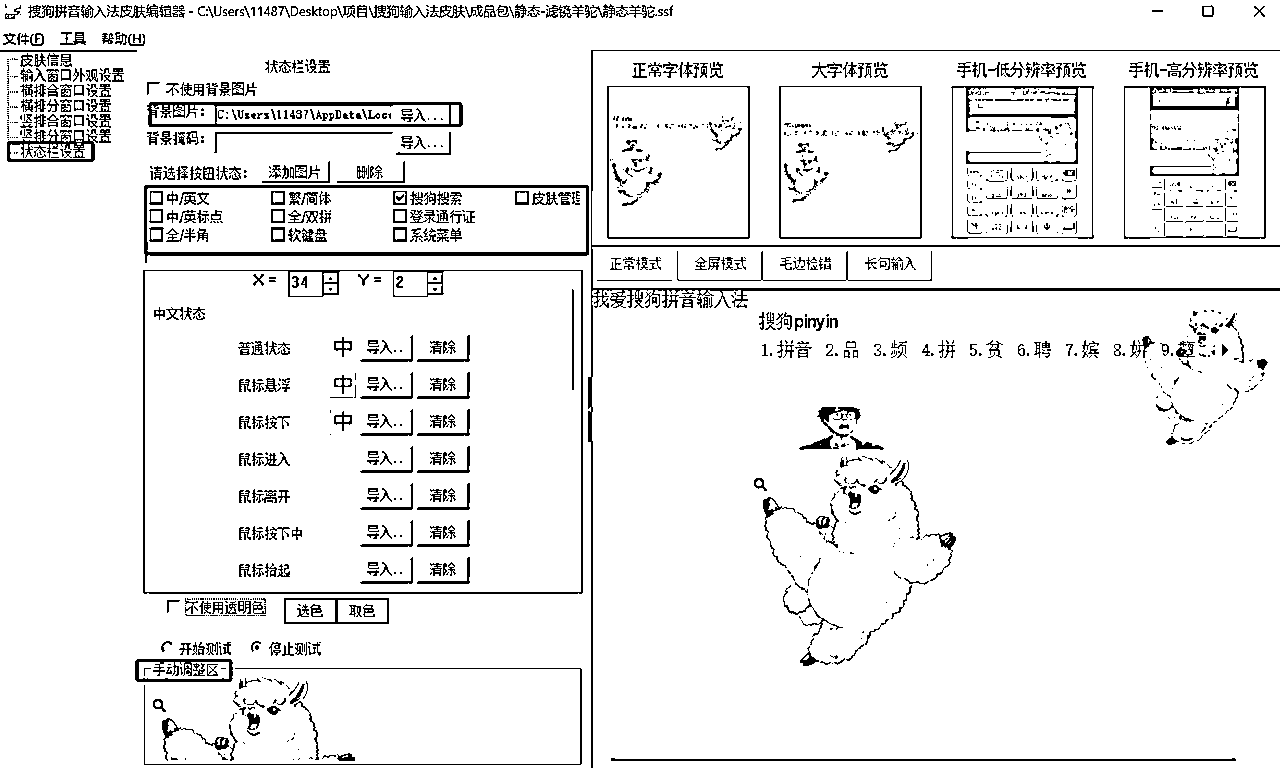 搜狗拼音输入法皮肤编辑器 - C:\Users\11487\Desktop\项目\搜狗输入法皮肤\成品包\静态-滤镜羊驼\静态羊驼.ssf
文件(F) 工具 帮助(H)
皮肤信息
输入窗口外观设置
横排合窗口设置
横排分窗口设置
竖排合窗口设置
竖排分窗口设置
状态栏设置
状态栏设置
不使用背景图片
背景图片: C:\Users\11487\AppData\Loc 导入...
背景掩码: 导入...
请选择按钮状态: 添加图片 删除
中/英文 繁/简体 搜狗搜索 皮肤管理
中/英标点 全/双拼 登录通行证
全/半角 软键盘 系统菜单
X= 34 Y= 2
中文状态
普通状态 中 导入.. 清除
鼠标悬浮 中 导入.. 清除
鼠标按下 中 导入.. 清除
鼠标进入 导入.. 清除
鼠标离开 导入.. 清除
鼠标按下中 导入.. 清除
鼠标抬起 导入.. 清除
不使用透明色 选色 取色
开始测试 停止测试
手动调整区
正常字体预览 大字体预览 手机-低分辨率预览 手机-高分辨率预览
正常模式 全屏模式 毛边检错 长句输入
我爱搜狗拼音输入法
搜狗pinyin
1.拼音 2.品 3.频 4.拼 5.贫 6.聘 7.嫔 8.姘 9.